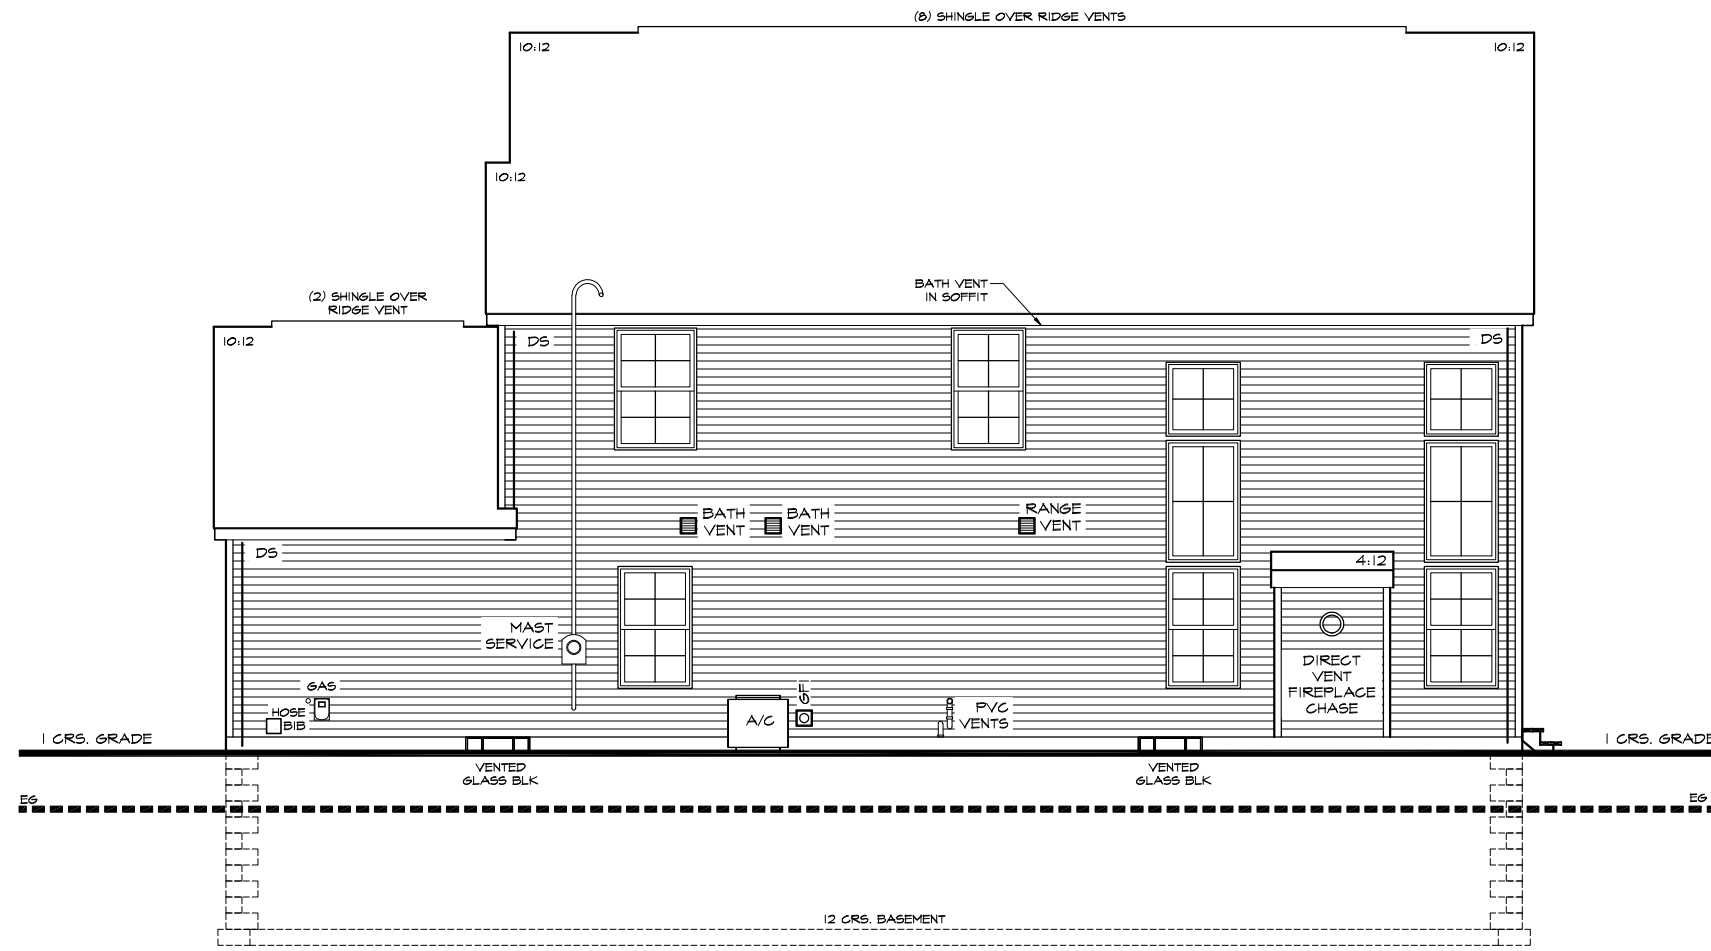 (8) SHINGLE OVER RIDGE VENTS
10:12
10:12
10:12
BATH VENT
IN SOFFIT
(2) SHINGLE OVER
RIDGE VENT
10:12
DS
DS
BATH
VENT
BATH
VENT
RANGE
VENT
DS
4:12
MAST
SERVICE
DIRECT
VENT
FIREPLACE
CHASE
GAS
HOSE
BIB
A/C
GFI
PVC
VENTS
1 CRS. GRADE
1 CRS. GRADE
VENTED
GLASS BLK
VENTED
GLASS BLK
EG
EG
12 CRS. BASEMENT